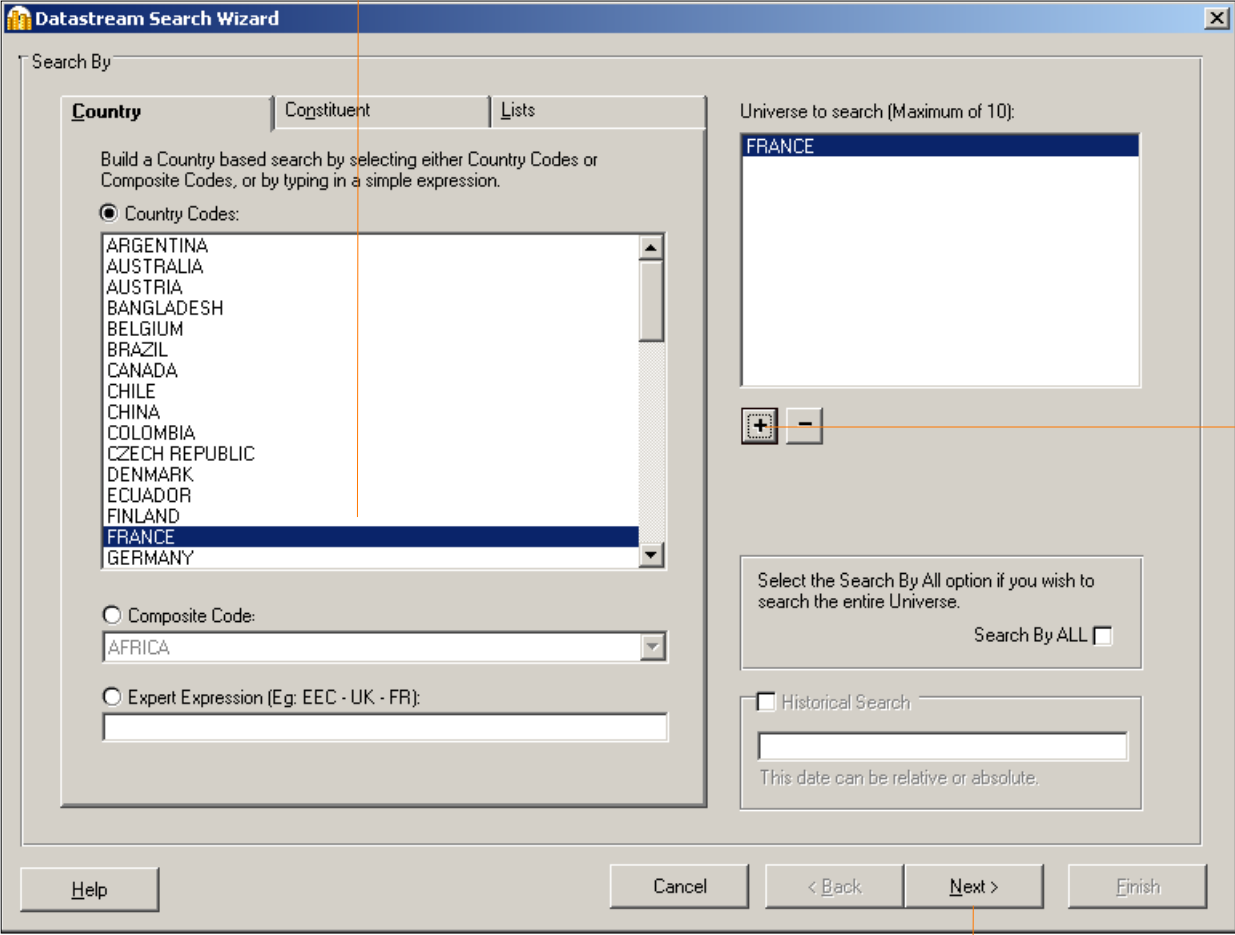 Datastream Search Wizard
Search By
Country
Constituent
Lists
Build a Country based search by selecting either Country Codes or
Composite Codes, or by typing in a simple expression.
Country Codes:
ARGENTINA
AUSTRALIA
AUSTRIA
BANGLADESH
BELGIUM
BRAZIL
CANADA
CHILE
CHINA
COLOMBIA
CZECH REPUBLIC
DENMARK
ECUADOR
FINLAND
FRANCE
GERMANY
Composite Code:
AFRICA
Expert Expression (Eg: EEC - UK - FR):
Universe to search (Maximum of 10):
FRANCE
+ -
Select the Search By All option if you wish to
search the entire Universe.
Search By ALL
Historical Search
This date can be relative or absolute.
Help
Cancel
< Back
Next >
Finish